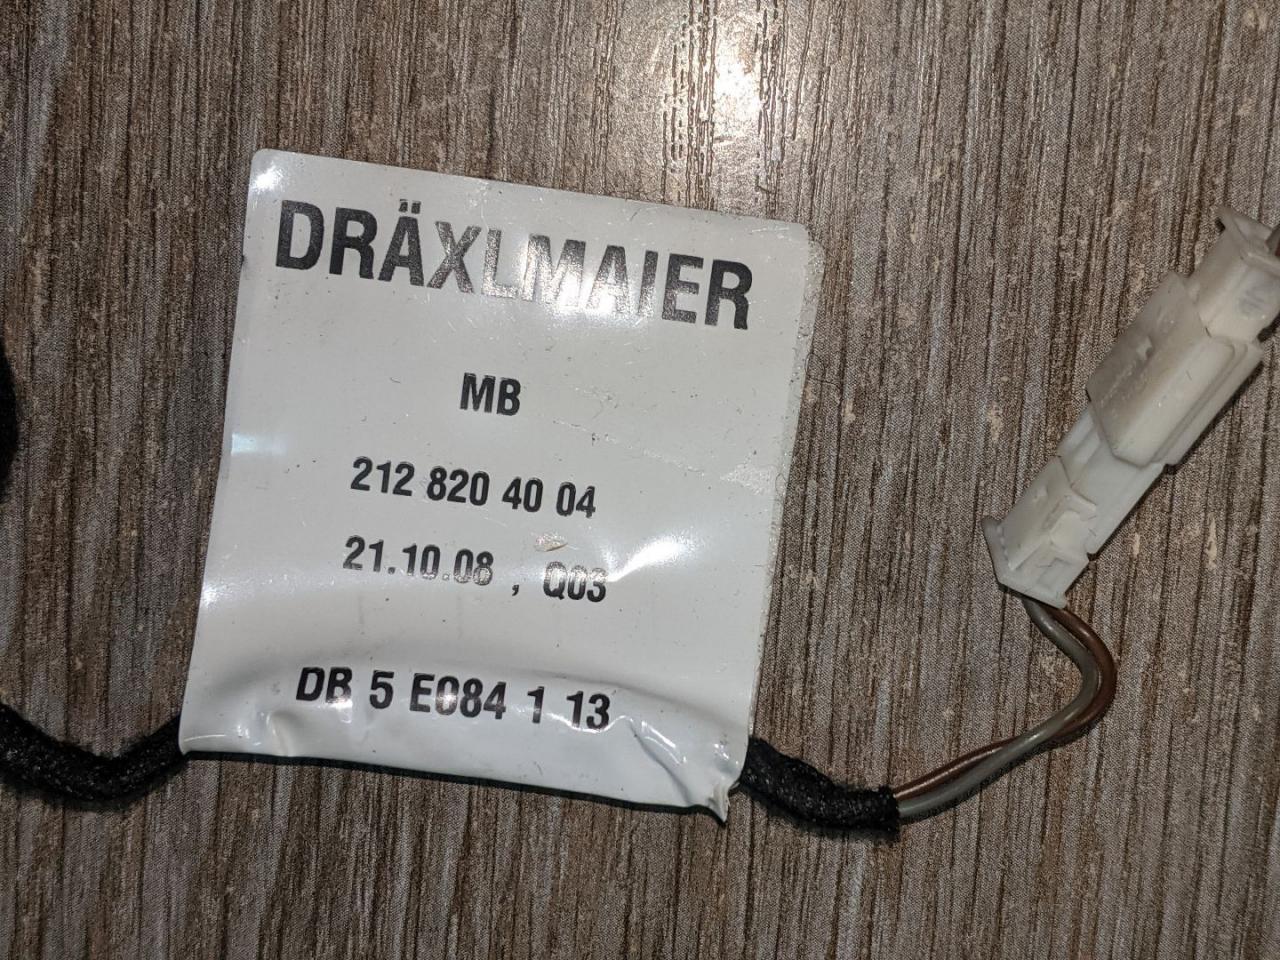 DRÄXLMAIER
MB
212 820 40 04
21.10.08 , Q03
DB 5 E084 1 13